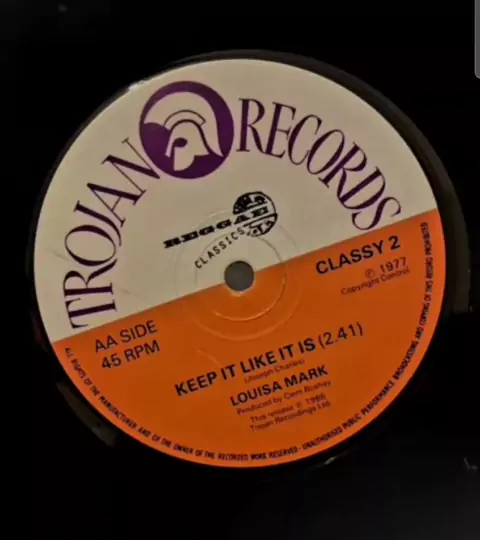 TROJAN RECORDS
REGGAE
CLASSICS
CLASSY 2
℗ 1977
Copyright Control
AA SIDE
45 RPM
KEEP IT LIKE IT IS (2.41)
(Joseph Charles)
LOUISA MARK
Produced by Clem Bushay
This release ℗ 1986
Trojan Recordings Ltd
ALL RIGHTS OF THE MANUFACTURER AND OF THE OWNER OF THE RECORDED WORK RESERVED - UNAUTHORISED PUBLIC PERFORMANCE BROADCASTING AND COPYING OF THIS RECORD PROHIBITED